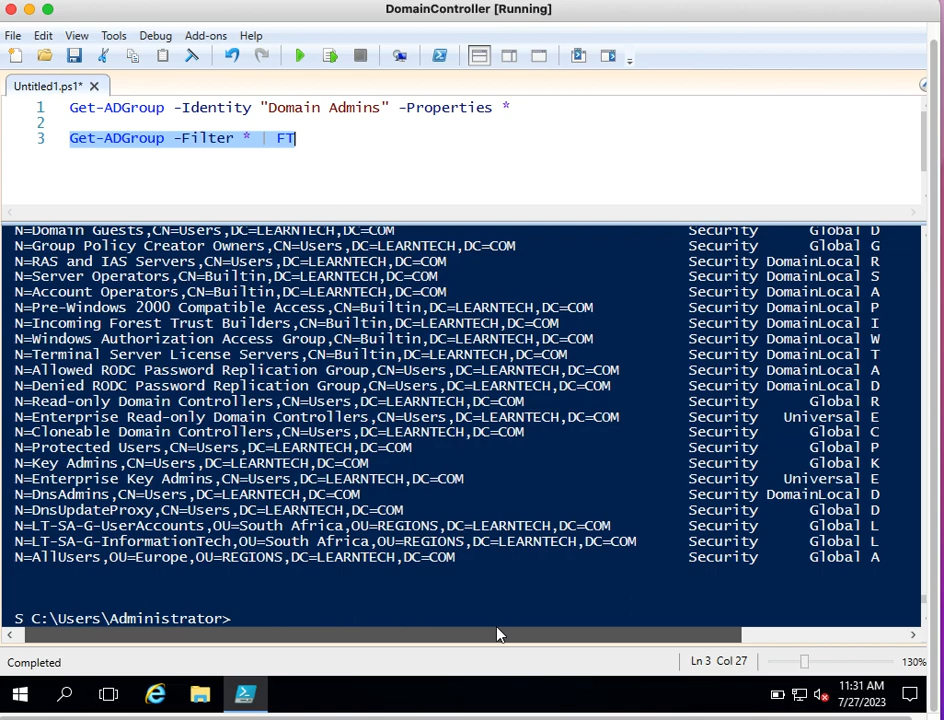 DomainController [Running]
File Edit View Tools Debug Add-ons Help
Untitled1.ps1*
1 Get-ADGroup -Identity "Domain Admins" -Properties *
2
3 Get-ADGroup -Filter * | FT
N=Domain Guests,CN=Users,DC=LEARNTECH,DC=COM Security Global D
N=Group Policy Creator Owners,CN=Users,DC=LEARNTECH,DC=COM Security Global G
N=RAS and IAS Servers,CN=Users,DC=LEARNTECH,DC=COM Security DomainLocal R
N=Server Operators,CN=Builtin,DC=LEARNTECH,DC=COM Security DomainLocal S
N=Account Operators,CN=Builtin,DC=LEARNTECH,DC=COM Security DomainLocal A
N=Pre-Windows 2000 Compatible Access,CN=Builtin,DC=LEARNTECH,DC=COM Security DomainLocal P
N=Incoming Forest Trust Builders,CN=Builtin,DC=LEARNTECH,DC=COM Security DomainLocal I
N=Windows Authorization Access Group,CN=Builtin,DC=LEARNTECH,DC=COM Security DomainLocal W
N=Terminal Server License Servers,CN=Builtin,DC=LEARNTECH,DC=COM Security DomainLocal T
N=Allowed RODC Password Replication Group,CN=Users,DC=LEARNTECH,DC=COM Security DomainLocal A
N=Denied RODC Password Replication Group,CN=Users,DC=LEARNTECH,DC=COM Security DomainLocal D
N=Read-only Domain Controllers,CN=Users,DC=LEARNTECH,DC=COM Security Global R
N=Enterprise Read-only Domain Controllers,CN=Users,DC=LEARNTECH,DC=COM Security Universal E
N=Cloneable Domain Controllers,CN=Users,DC=LEARNTECH,DC=COM Security Global C
N=Protected Users,CN=Users,DC=LEARNTECH,DC=COM Security Global P
N=Key Admins,CN=Users,DC=LEARNTECH,DC=COM Security Global K
N=Enterprise Key Admins,CN=Users,DC=LEARNTECH,DC=COM Security Universal E
N=DnsAdmins,CN=Users,DC=LEARNTECH,DC=COM Security DomainLocal D
N=DnsUpdateProxy,CN=Users,DC=LEARNTECH,DC=COM Security Global D
N=LT-SA-G-UserAccounts,OU=South Africa,OU=REGIONS,DC=LEARNTECH,DC=COM Security Global L
N=LT-SA-G-InformationTech,OU=South Africa,OU=REGIONS,DC=LEARNTECH,DC=COM Security Global L
N=AllUsers,OU=Europe,OU=REGIONS,DC=LEARNTECH,DC=COM Security Global A
S C:\Users\Administrator>
Completed Ln 3 Col 27 130%
11:31 AM
7/27/2023